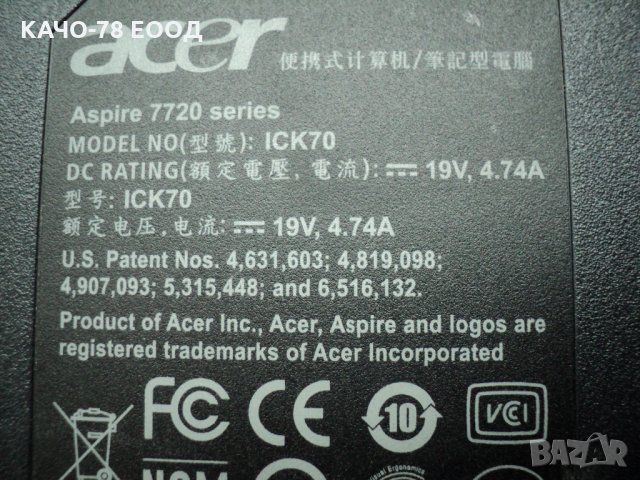 КАЧО-78 ЕООД
acer 便携式计算机/筆記型電腦
Aspire 7720 series
MODEL NO(型號): ICK70
DC RATING(額定電壓, 電流): ⎓ 19V, 4.74A
型号: ICK70
额定电压, 电流: ⎓ 19V, 4.74A
U.S. Patent Nos. 4,631,603; 4,819,098;
4,907,093; 5,315,448; and 6,516,132.
Product of Acer Inc., Acer, Aspire and logos are
registered trademarks of Acer Incorporated
FC CE 10 VCI
NOM
Ergonomics
BAZAR